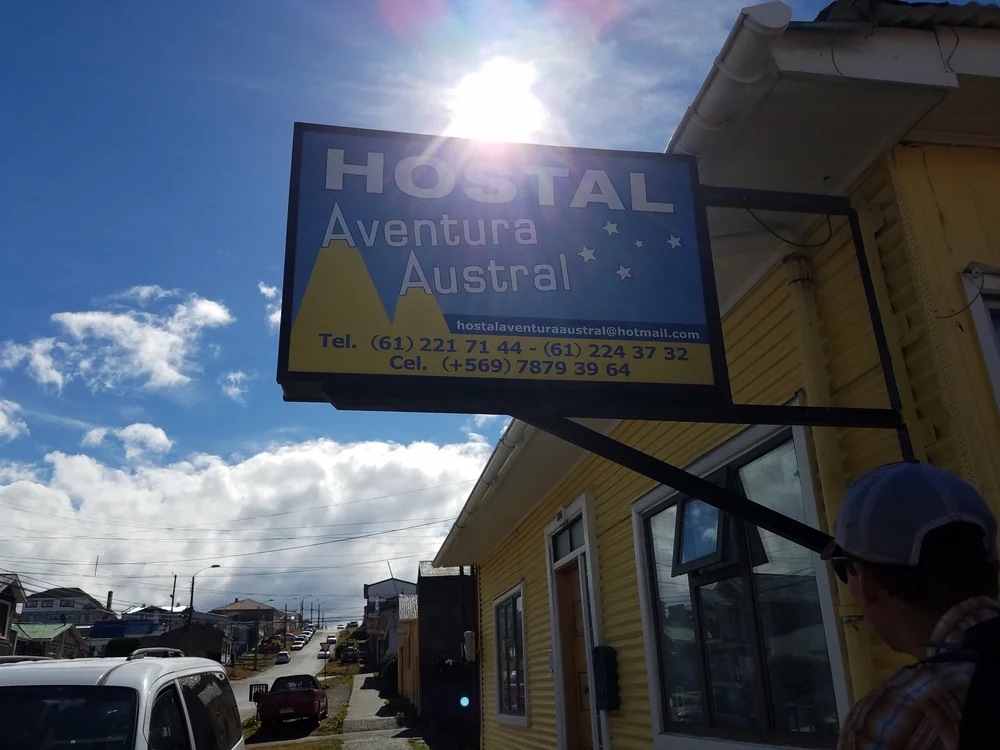 HOSTAL
Aventura
Austral
hostalaventuraaustral@hotmail.com
Tel. (61) 221 71 44 - (61) 224 37 32
Cel. (+569) 7879 39 64